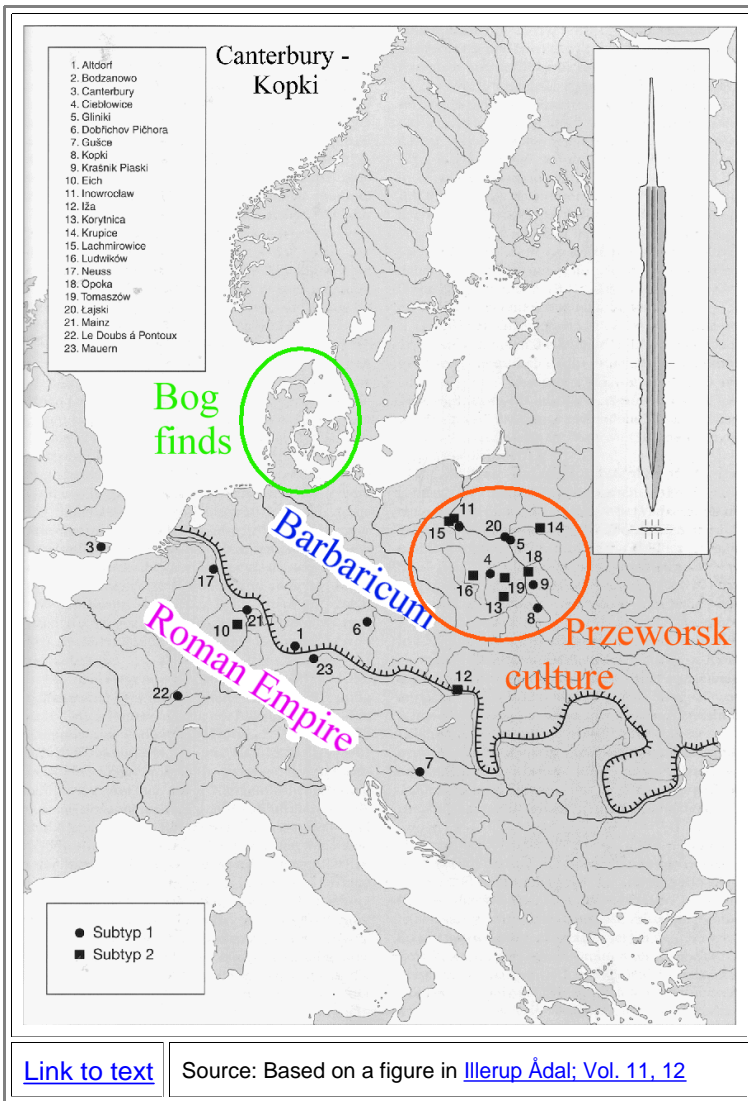 Canterbury -
Kopki
1. Altdorf
2. Bodzanowo
3. Canterbury
4. Ciebłowice
5. Gliniki
6. Dobřichov Pičhora
7. Gušce
8. Kopki
9. Kraśnik Piaski
10. Eich
11. Inowrocław
12. Iža
13. Korytnica
14. Krupice
15. Lachmirowice
16. Ludwików
17. Neuss
18. Opoka
19. Tomaszów
20. Łajski
21. Mainz
22. Le Doubs á Pontoux
23. Mauern
Bog
finds
Barbaricum
Roman Empire
Przeworsk
culture
11
15
20
5
14
4
18
16
19
9
13
8
3
17
21
10
6
1
23
12
22
7
Subtyp 1
Subtyp 2
Link to text
Source: Based on a figure in Illerup Ådal; Vol. 11, 12